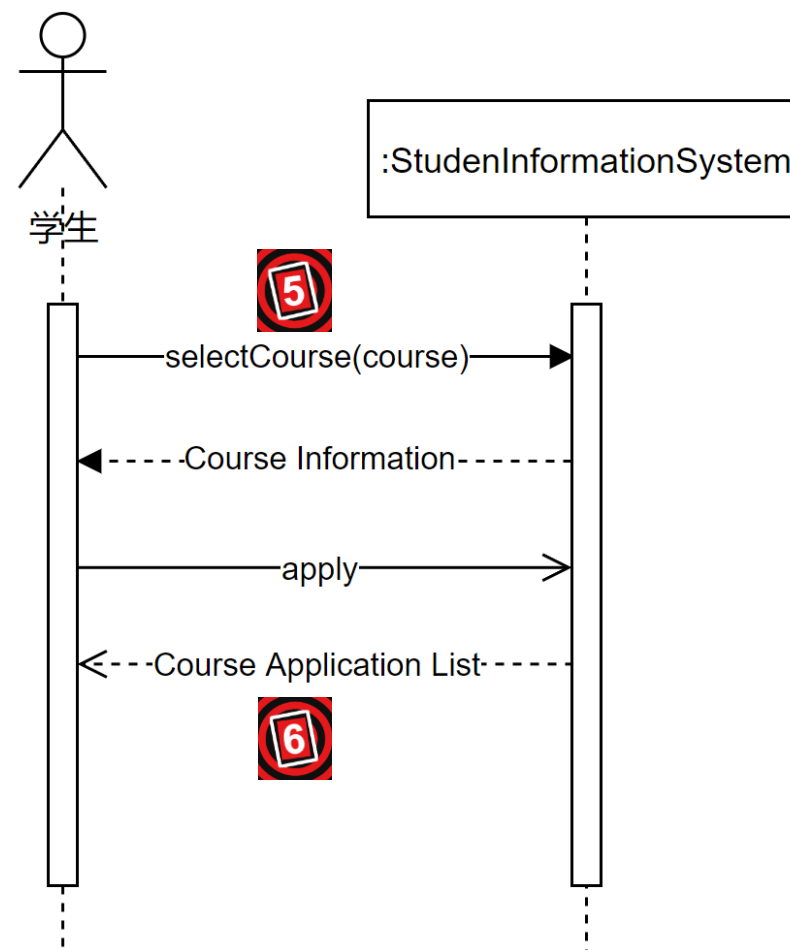 学生
:StudenInformationSystem
5
selectCourse(course)
Course Information
apply
Course Application List
6